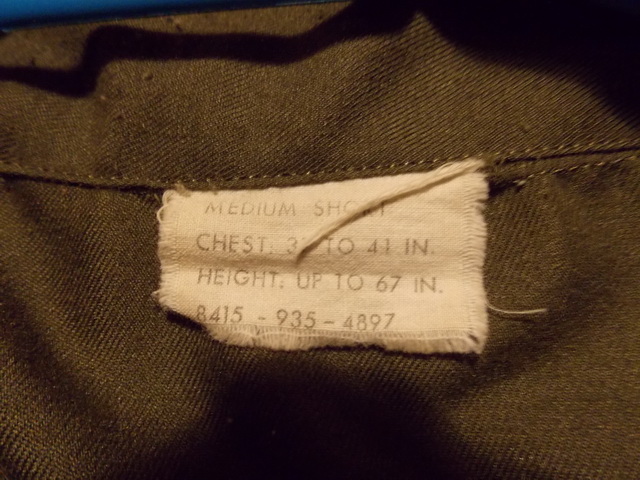 MEDIUM SHORT
CHEST: TO 41 IN.
HEIGHT: UP TO 67 IN.
8415 - 935 - 4897